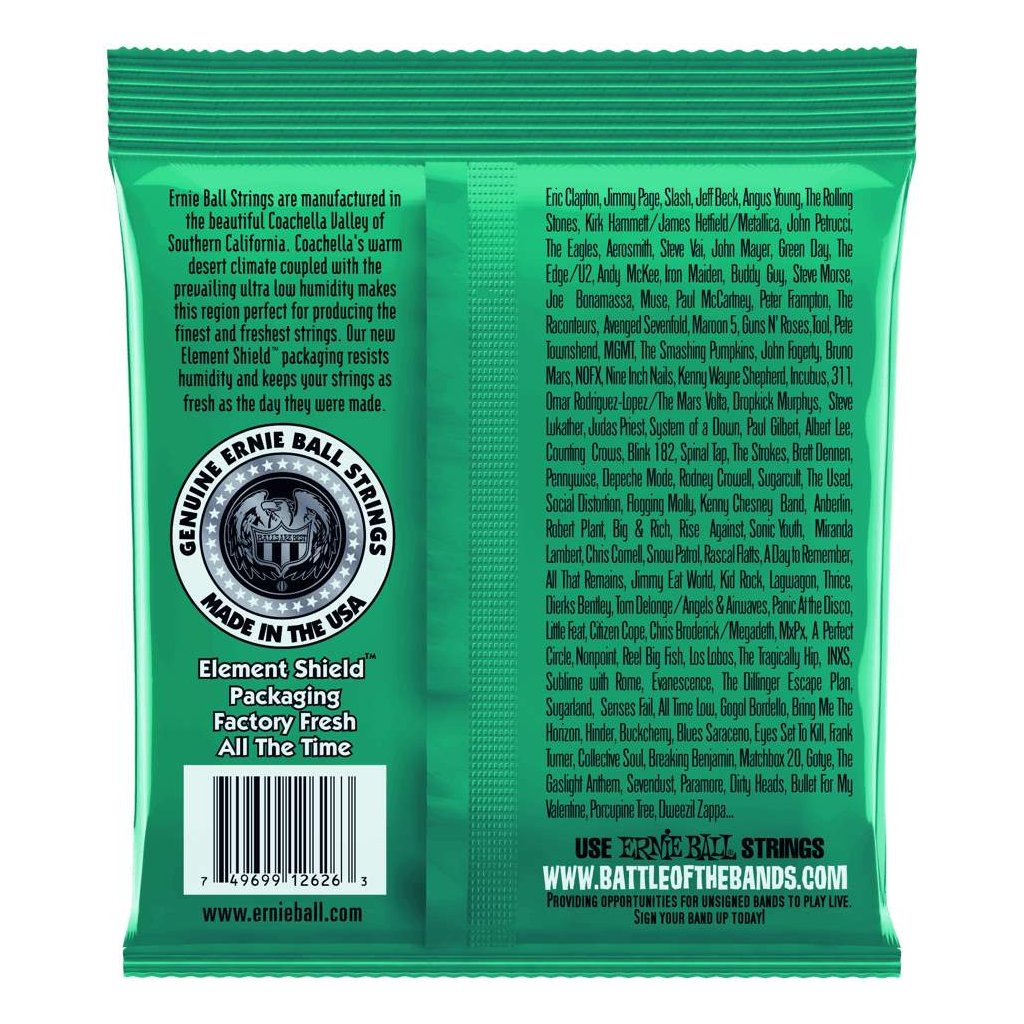 Ernie Ball Strings are manufactured in
the beautiful Coachella Valley of
Southern California. Coachella's warm
desert climate coupled with the
prevailing ultra low humidity makes
this region perfect for producing the
finest and freshest strings. Our new
Element Shield™ packaging resists
humidity and keeps your strings as
fresh as the day they were made.
GENUINE ERNIE BALL STRINGS
MADE IN THE USA
Element Shield™
Packaging
Factory Fresh
All The Time
7 49699 12626 3
www.ernieball.com
Eric Clapton, Jimmy Page, Slash, Jeff Beck, Angus Young, The Rolling
Stones, Kirk Hammett/James Hetfield/Metallica, John Petrucci,
The Eagles, Aerosmith, Steve Vai, John Mayer, Green Day, The
Edge/U2, Andy McKee, Iron Maiden, Buddy Guy, Steve Morse,
Joe Bonamassa, Muse, Paul McCartney, Peter Frampton, The
Raconteurs, Avenged Sevenfold, Maroon 5, Guns N' Roses, Tool, Pete
Townshend, MGMT, The Smashing Pumpkins, John Fogerty, Bruno
Mars, NOFX, Nine Inch Nails, Kenny Wayne Shepherd, Incubus, 311,
Omar Rodriguez-Lopez/The Mars Volta, Dropkick Murphys, Steve
Lukather, Judas Priest, System of a Down, Paul Gilbert, Albert Lee,
Counting Crows, Blink 182, Spinal Tap, The Strokes, Brett Dennen,
Pennywise, Depeche Mode, Rodney Crowell, Sugarcult, The Used,
Social Distortion, Flogging Molly, Kenny Chesney Band, Anberlin,
Robert Plant, Big & Rich, Rise Against, Sonic Youth, Miranda
Lambert, Chris Cornell, Snow Patrol, Rascal Flatts, A Day to Remember,
All That Remains, Jimmy Eat World, Kid Rock, Lagwagon, Thrice,
Dierks Bentley, Tom Delonge/Angels & Airwaves, Panic At the Disco,
Little Feat, Citizen Cope, Chris Broderick/Megadeth, MxPx, A Perfect
Circle, Nonpoint, Reel Big Fish, Los Lobos, The Tragically Hip, INXS,
Sublime with Rome, Evanescence, The Dillinger Escape Plan,
Sugarland, Senses Fail, All Time Low, Gogol Bordello, Bring Me The
Horizon, Hinder, Buckcherry, Blues Saraceno, Eyes Set To Kill, Frank
Turner, Collective Soul, Breaking Benjamin, Matchbox 20, Gotye, The
Gaslight Anthem, Sevendust, Paramore, Dirty Heads, Bullet For My
Valentine, Porcupine Tree, Dweezil Zappa...
USE ERNIE BALL® STRINGS
WWW.BATTLEOFTHEBANDS.COM
PROVIDING OPPORTUNITIES FOR UNSIGNED BANDS TO PLAY LIVE.
SIGN YOUR BAND UP TODAY!